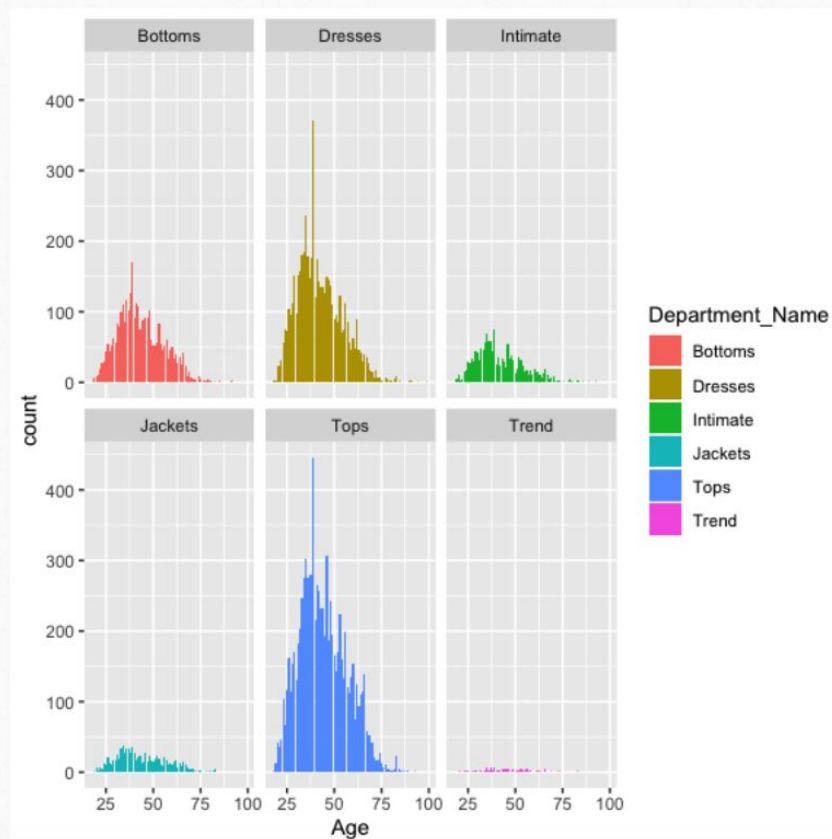 Bottoms Dresses Intimate
400
300
200
100
0
Jackets Tops Trend
400
300
200
100
0
25 50 75 100 25 50 75 100 25 50 75 100
count
Age
Department_Name
Bottoms
Dresses
Intimate
Jackets
Tops
Trend